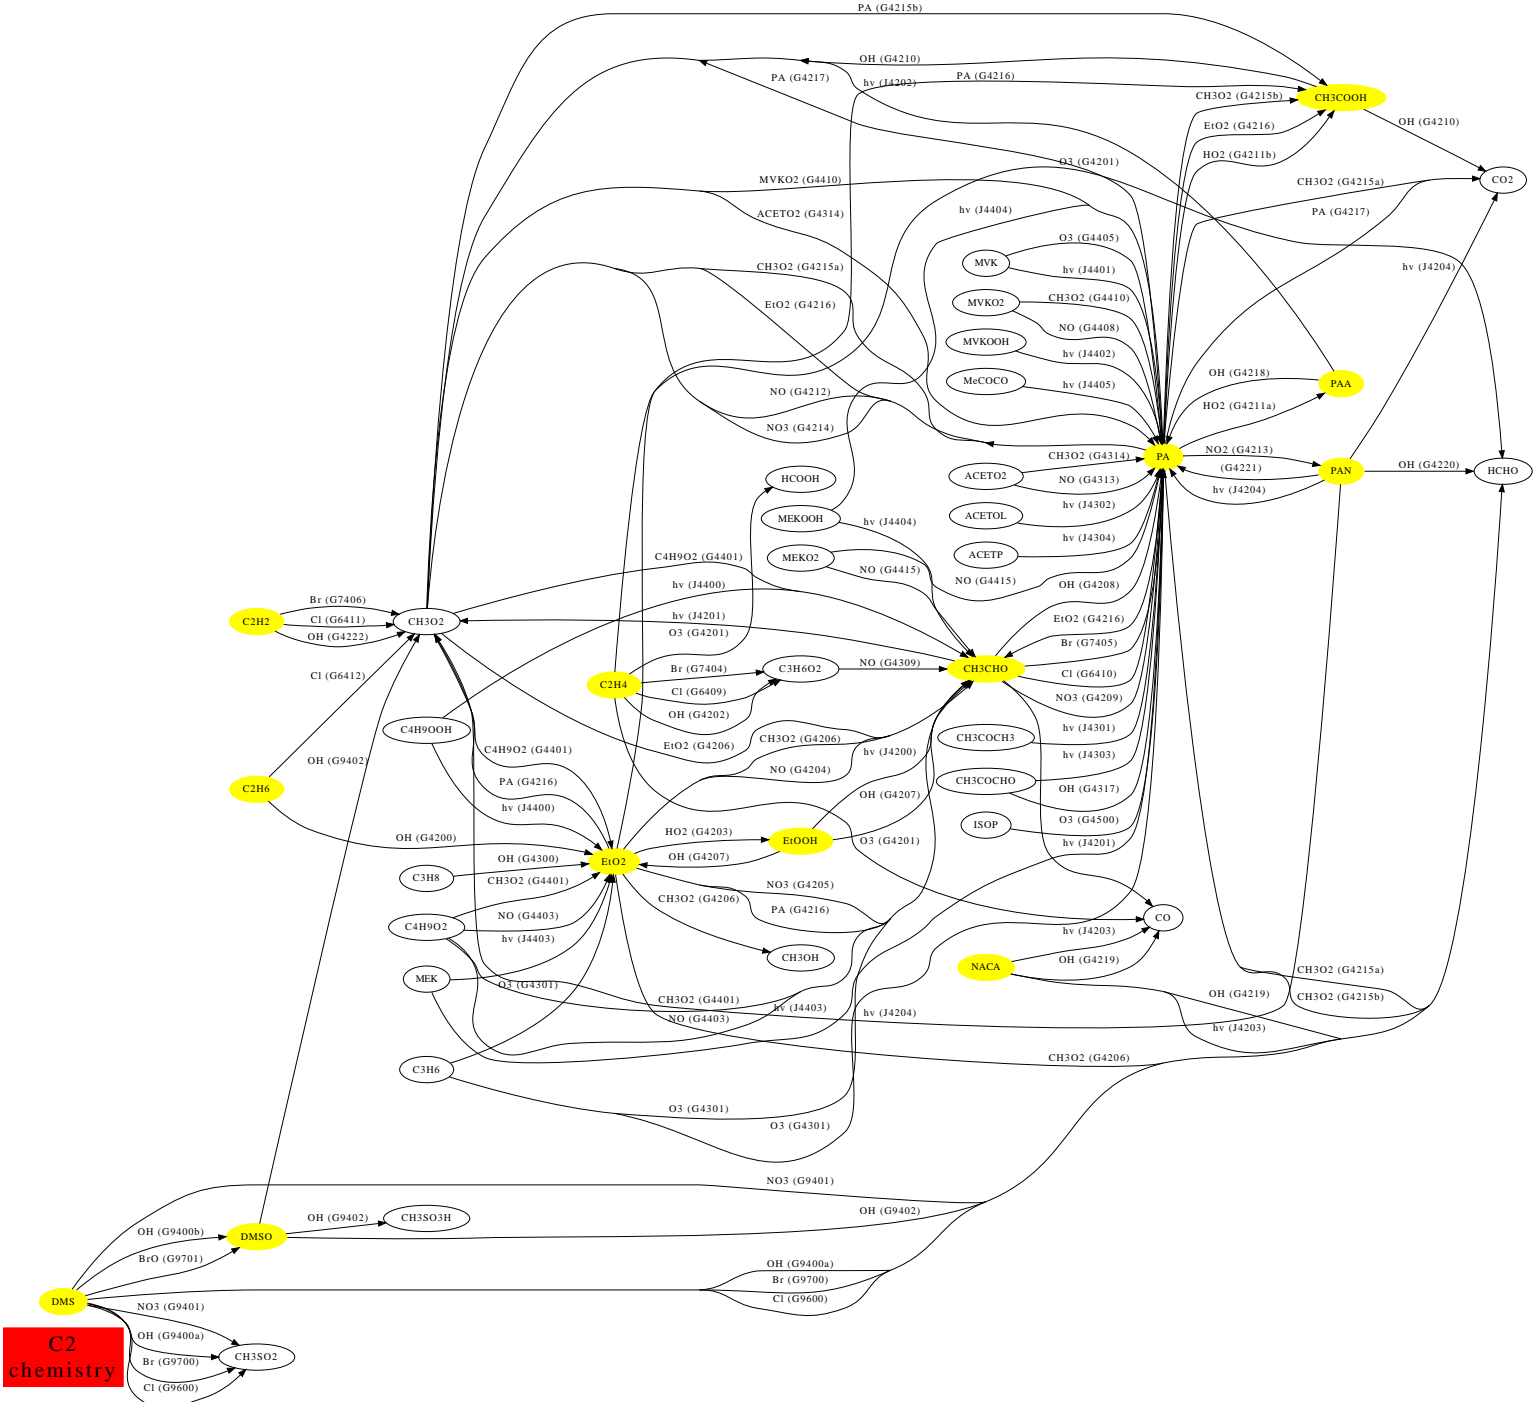 PA (G4215b)
OH (G4210)
PA (G4217)
hv (J4202)
PA (G4216)
CH3O2 (G4215b)
CH3COOH
EtO2 (G4216)
OH (G4210)
HO2 (G4211b)
O3 (G4201)
MVKO2 (G4410)
CH3O2 (G4215a)
CO2
ACETO2 (G4314)
hv (J4404)
PA (G4217)
O3 (G4405)
MVK
hv (J4401)
CH3O2 (G4215a)
hv (J4204)
EtO2 (G4216)
MVKO2
CH3O2 (G4410)
NO (G4408)
MVKOOH
hv (J4402)
MeCOCO
hv (J4405)
OH (G4218)
PAA
HO2 (G4211a)
NO (G4212)
NO3 (G4214)
PA
NO2 (G4213)
(G4221)
PAN
OH (G4220)
HCHO
hv (J4204)
CH3O2 (G4314)
ACETO2
NO (G4313)
HCOOH
ACETOL
hv (J4302)
MEKOOH
hv (J4404)
ACETP
hv (J4304)
MEKO2
NO (G4415)
NO (G4415)
C4H9O2 (G4401)
hv (J4400)
OH (G4208)
Br (G7406)
C2H2
Cl (G6411)
OH (G4222)
CH3O2
hv (J4201)
O3 (G4201)
EtO2 (G4216)
Br (G7405)
Cl (G6412)
C2H4
Br (G7404)
Cl (G6409)
OH (G4202)
C3H6O2
NO (G4309)
CH3CHO
Cl (G6410)
NO3 (G4209)
C4H9OOH
EtO2 (G4206)
CH3O2 (G4206)
hv (J4200)
CH3COCH3
hv (J4301)
OH (G9402)
C4H9O2 (G4401)
NO (G4204)
hv (J4303)
C2H6
PA (G4216)
CH3COCHO
OH (G4317)
hv (J4400)
OH (G4207)
ISOP
O3 (G4500)
OH (G4200)
HO2 (G4203)
EtOOH
O3 (G4201)
hv (J4201)
EtO2
OH (G4207)
C3H8
OH (G4300)
CH3O2 (G4401)
NO3 (G4205)
CH3O2 (G4206)
PA (G4216)
C4H9O2
NO (G4403)
CO
hv (J4403)
hv (J4203)
CH3OH
NACA
OH (G4219)
MEK
O3 (G4301)
CH3O2 (G4401)
hv (J4403)
hv (J4204)
NO (G4403)
CH3O2 (G4215a)
OH (G4219)
CH3O2 (G4215b)
hv (J4203)
CH3O2 (G4206)
C3H6
O3 (G4301)
O3 (G4301)
NO3 (G9401)
OH (G9402)
OH (G9400b)
OH (G9402)
CH3SO3H
DMSO
BrO (G9701)
OH (G9400a)
Br (G9700)
Cl (G9600)
DMS
NO3 (G9401)
OH (G9400a)
CH3SO2
Br (G9700)
Cl (G9600)
C2
chemistry